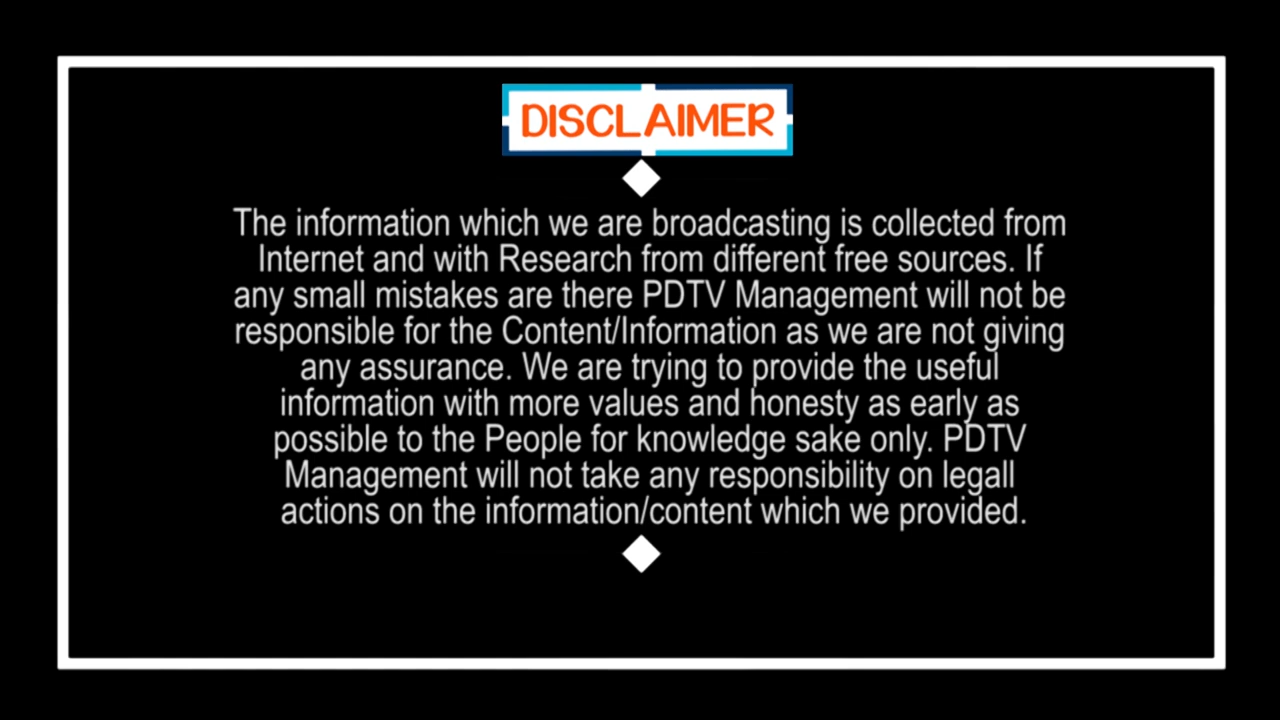 DISCLAIMER
The information which we are broadcasting is collected from
Internet and with Research from different free sources. If
any small mistakes are there PDTV Management will not be
responsible for the Content/Information as we are not giving
any assurance. We are trying to provide the useful
information with more values and honesty as early as
possible to the People for knowledge sake only. PDTV
Management will not take any responsibility on legall
actions on the information/content which we provided.